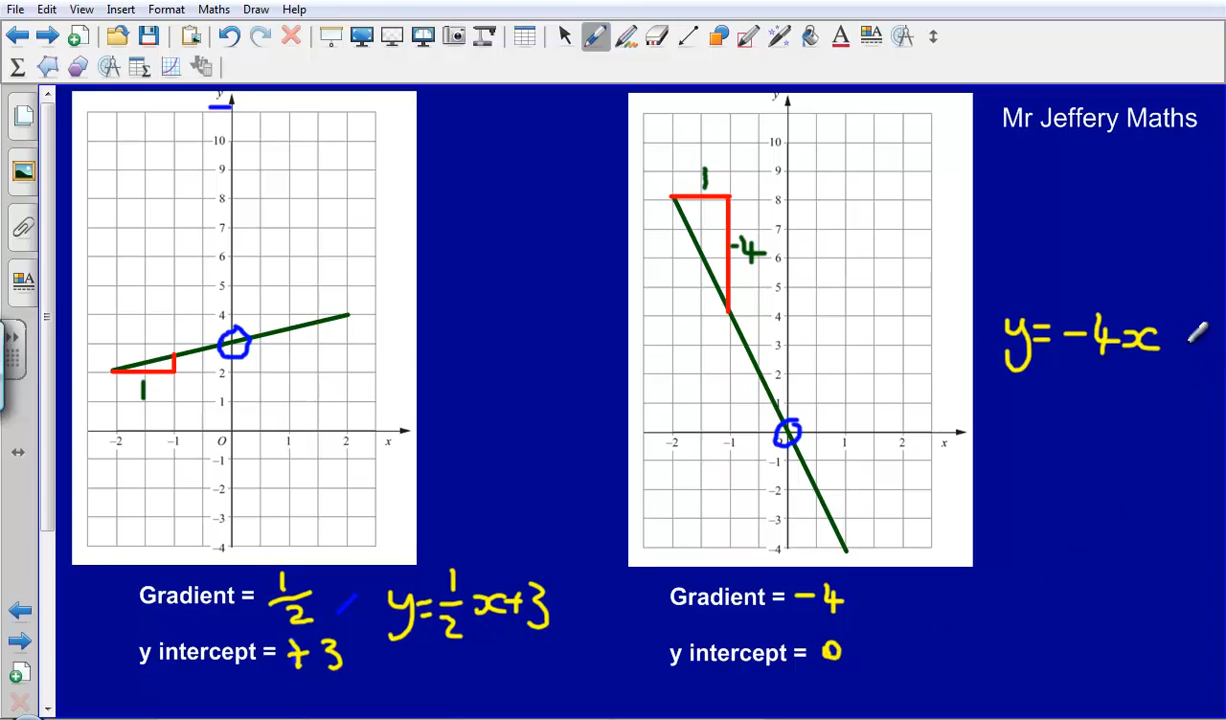 File Edit View Insert Format Maths Draw Help
y
10
9
8
7
6
5
4
2
1
-2 -1 O 1 2 x
-1
-2
-3
-4
1
Gradient = 1/2
y intercept = +3
y = 1/2 x + 3
y
10
9
8
7
6
5
4
3
2
1
-2 -1 1 2 x
-1
-2
-3
-4
1
-4
Gradient = -4
y intercept = 0
Mr Jeffery Maths
y = -4x